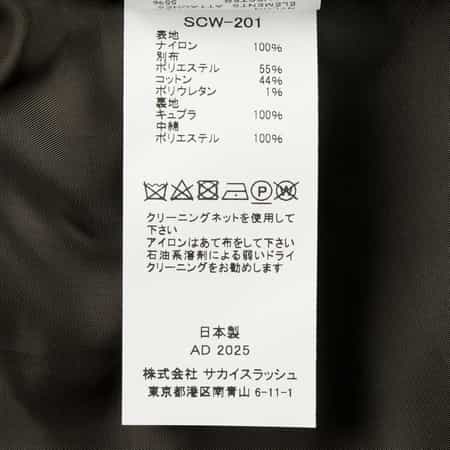 SCW-201
表地
ナイロン 100%
別布
ポリエステル 55%
コットン 44%
ポリウレタン 1%
裏地
キュプラ 100%
中綿
ポリエステル 100%
P W
クリーニングネットを使用して
下さい
アイロンはあて布をして下さい
石油系溶剤による弱いドライ
クリーニングをお勧めします
日本製
AD 2025
株式会社 サカイスラッシュ
東京都港区南青山 6-11-1